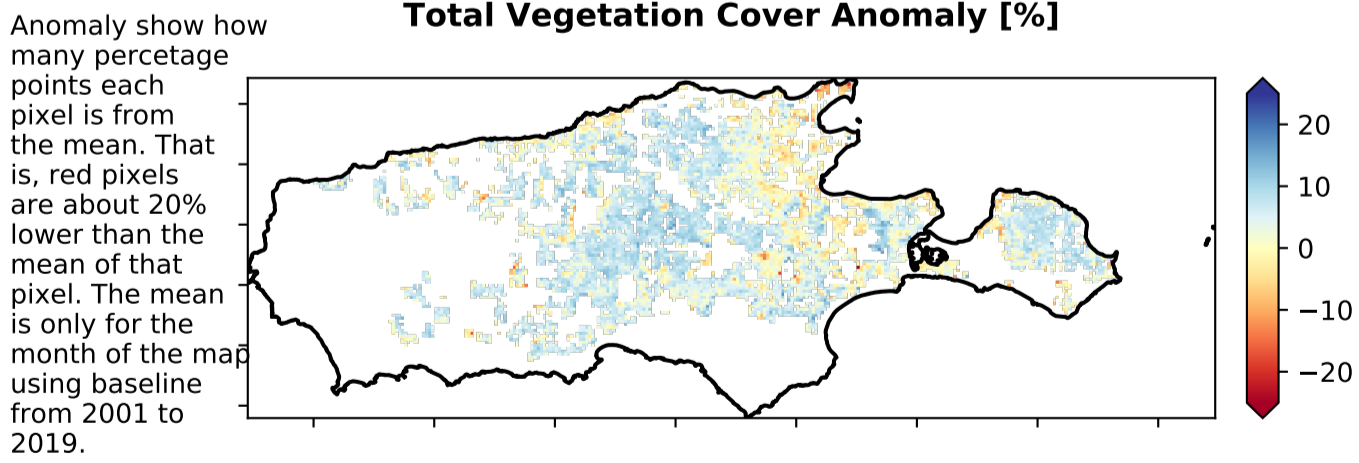 Total Vegetation Cover Anomaly [%]
Anomaly show how
many percetage
points each
pixel is from
the mean. That
is, red pixels
are about 20%
lower than the
mean of that
pixel. The mean
is only for the
month of the map
using baseline
from 2001 to
2019.
20
10
0
−10
−20